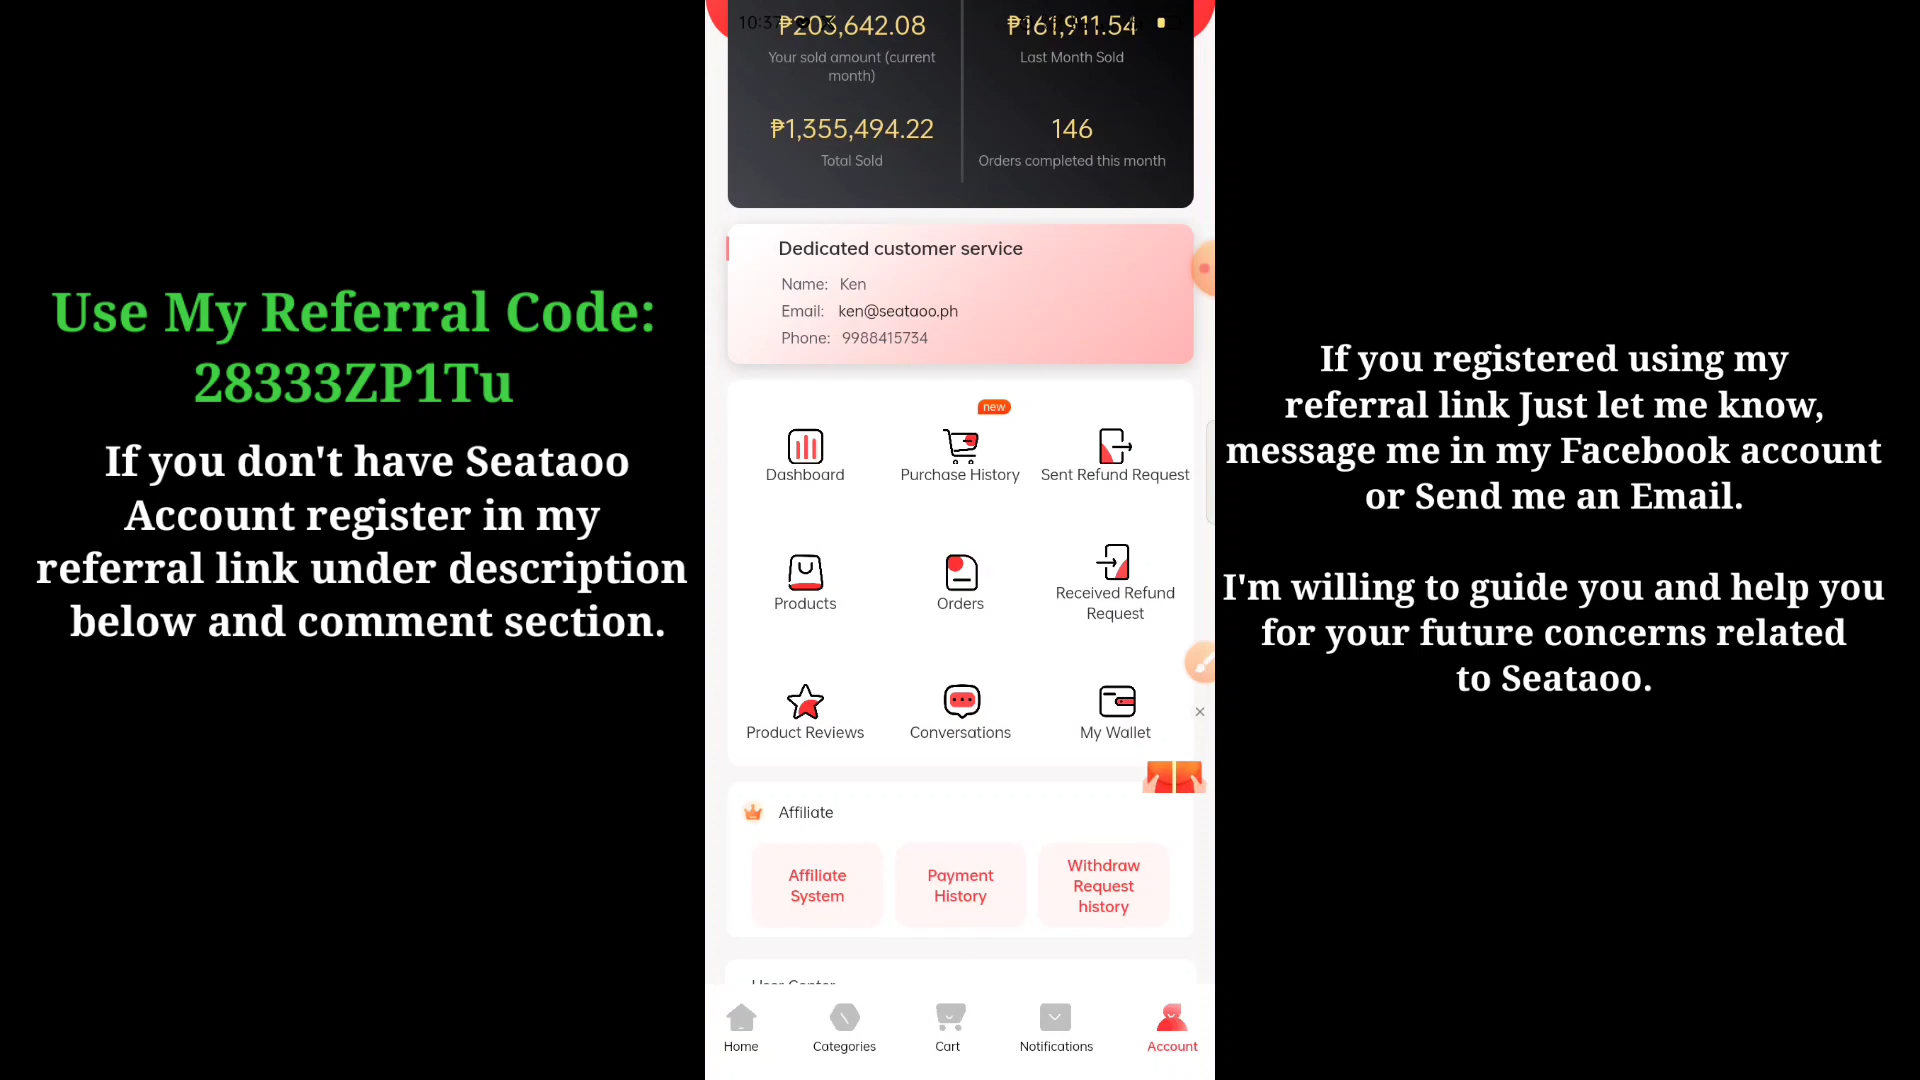 Use My Referral Code:
28333ZP1Tu
If you don't have Seataoo
Account register in my
referral link under description
below and comment section.
₱203,642.08
Your sold amount (current
month)
₱161,911.54
Last Month Sold
₱1,355,494.22
Total Sold
146
Orders completed this month
Dedicated customer service
Name: Ken
Email: ken@seataoo.ph
Phone: 9988415734
new
Dashboard
Purchase History
Sent Refund Request
Products
Orders
Received Refund
Request
Product Reviews
Conversations
My Wallet
Affiliate
Affiliate
System
Payment
History
Withdraw
Request
history
Home
Categories
Cart
Notifications
Account
If you registered using my
referral link Just let me know,
message me in my Facebook account
or Send me an Email.
I'm willing to guide you and help you
for your future concerns related
to Seataoo.